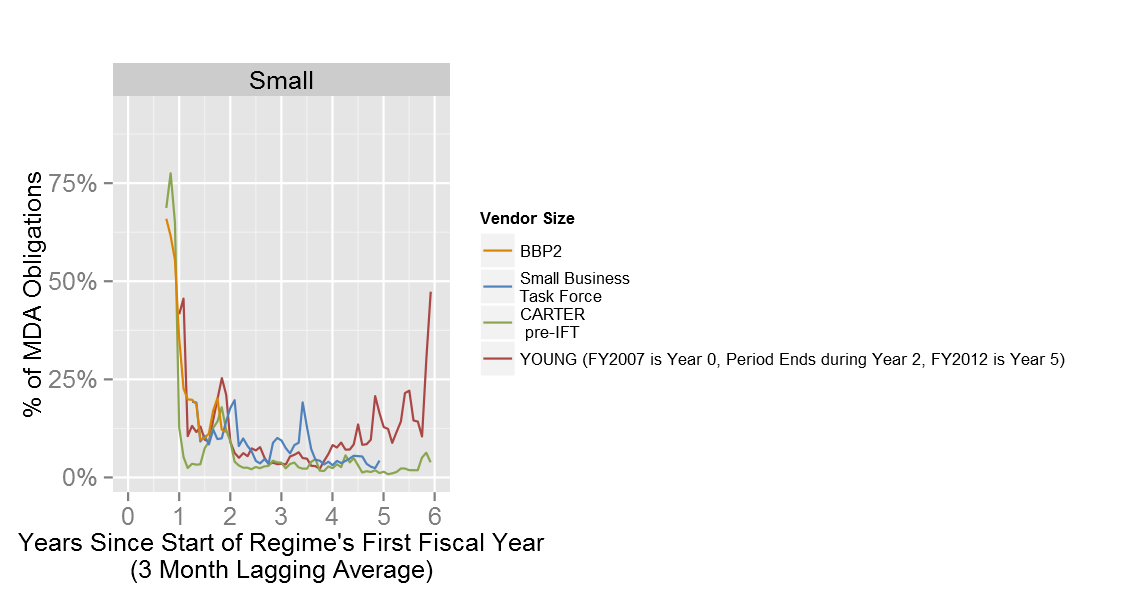 Small
% of MDA Obligations
75%
50%
25%
0%
0 1 2 3 4 5 6
Years Since Start of Regime's First Fiscal Year
(3 Month Lagging Average)
Vendor Size
BBP2
Small Business
Task Force
CARTER
pre-IFT
YOUNG (FY2007 is Year 0, Period Ends during Year 2, FY2012 is Year 5)